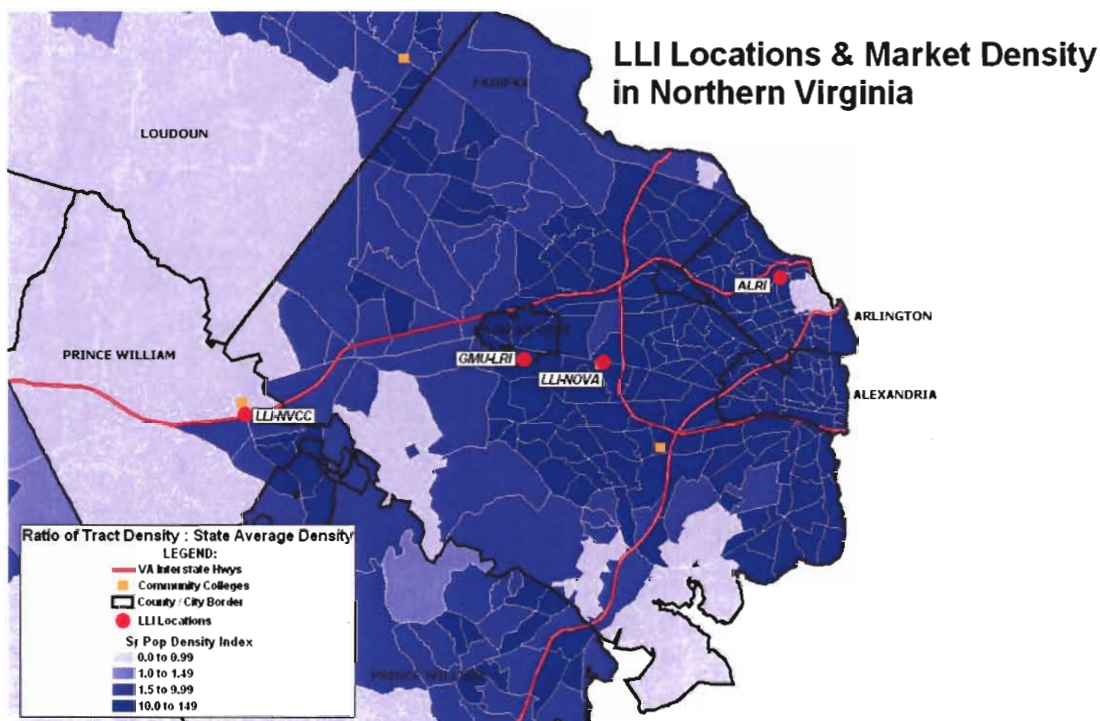 LLI Locations & Market Density
in Northern Virginia
FAIRFAX
LOUDOUN
ALRI
ARLINGTON
FAIRFAX CITY
PRINCE WILLIAM
GMU-LRI
LLI-NOVA
ALEXANDRIA
LLI-NVCC
Ratio of Tract Density : State Average Density
LEGEND:
VA Interstate Hwys
Community Colleges
County / City Border
LLI Locations
Sr Pop Density Index
0.0 to 0.99
1.0 to 1.49
1.5 to 9.99
10.0 to 149
PRINCE WILLIAM